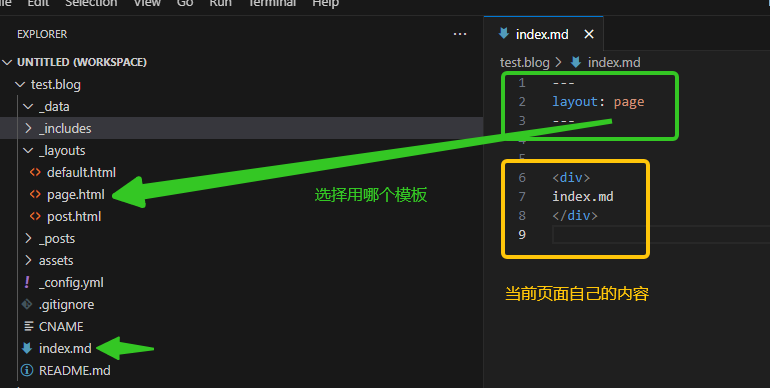 File Edit Selection View Go Run Terminal Help
EXPLORER
UNTITLED (WORKSPACE)
test.blog
_data
_includes
_layouts
default.html
page.html
post.html
_posts
assets
_config.yml
.gitignore
CNAME
index.md
README.md
选择用哪个模板
index.md
test.blog > index.md
1 ---
2 layout: page
3 ---
5
6 <div>
7 index.md
8 </div>
9
当前页面自己的内容